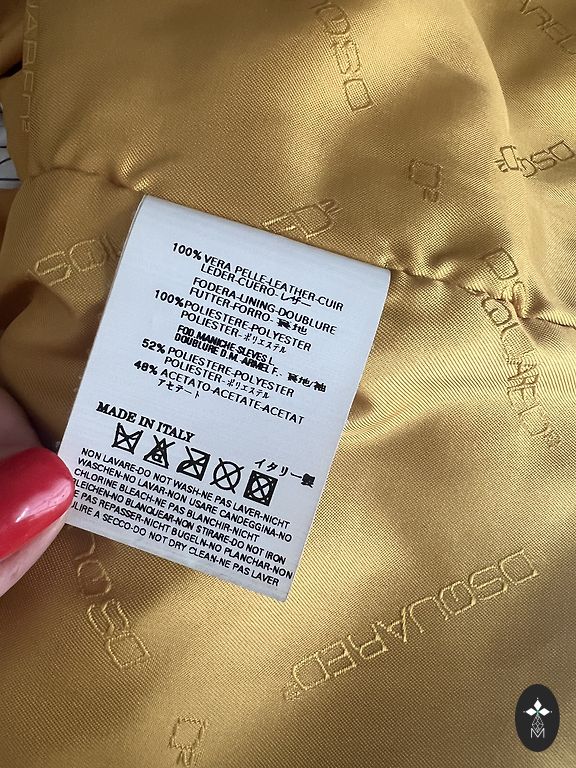 100% VERA PELLE-LEATHER-CUIR
LEDER-CUERO-レザー
FODERA-LINING-DOUBLURE
FUTTER-FORRO-裏地
100% POLIESTERE-POLYESTER
POLIESTER-ポリエステル
FOD. MANICHE-SLEVES L.
DOUBLURE D.M. ARMELF. 裏地/袖
52% POLIESTERE-POLYESTER
POLIESTER-ポリエステル
48% ACETATO-ACETATE-ACETAT
アセテート
MADE IN ITALY
イタリー製
NON LAVARE-DO NOT WASH-NE PAS LAVER-NICHT
WASCHEN-NO LAVAR-NON USARE CANDEGGINA-NO
CHLORINE BLEACH-NE PAS BLANCHIR-NICHT
BLEICHEN-NO BLANQUEAR-NON STIRARE-DO NOT IRON
NE PAS REPASSER-NICHT BUGELN-NO PLANCHAR-NON
ULIRE A SECCO-DO NOT DRY CLEAN-NE PAS LAVER
DSQUARED2
DSQUARED2
D2
D2
M